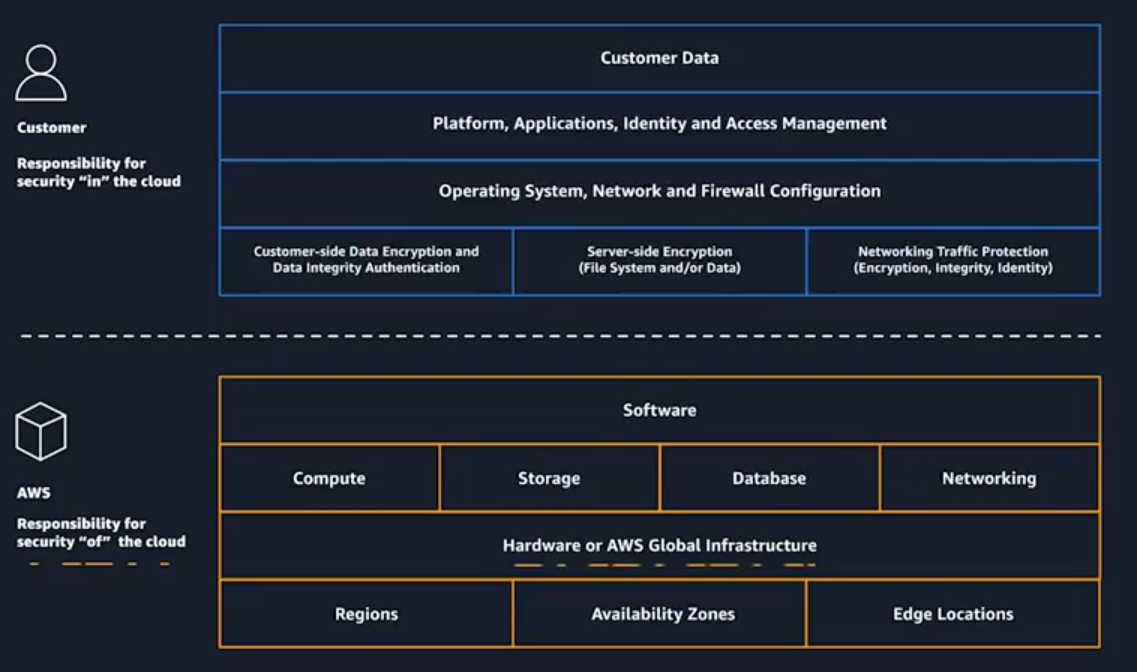 Customer
Responsibility for
security “in” the cloud
Customer Data
Platform, Applications, Identity and Access Management
Operating System, Network and Firewall Configuration
Customer-side Data Encryption and
Data Integrity Authentication
Server-side Encryption
(File System and/or Data)
Networking Traffic Protection
(Encryption, Integrity, Identity)
AWS
Responsibility for
security “of” the cloud
Software
Compute
Storage
Database
Networking
Hardware or AWS Global Infrastructure
Regions
Availability Zones
Edge Locations